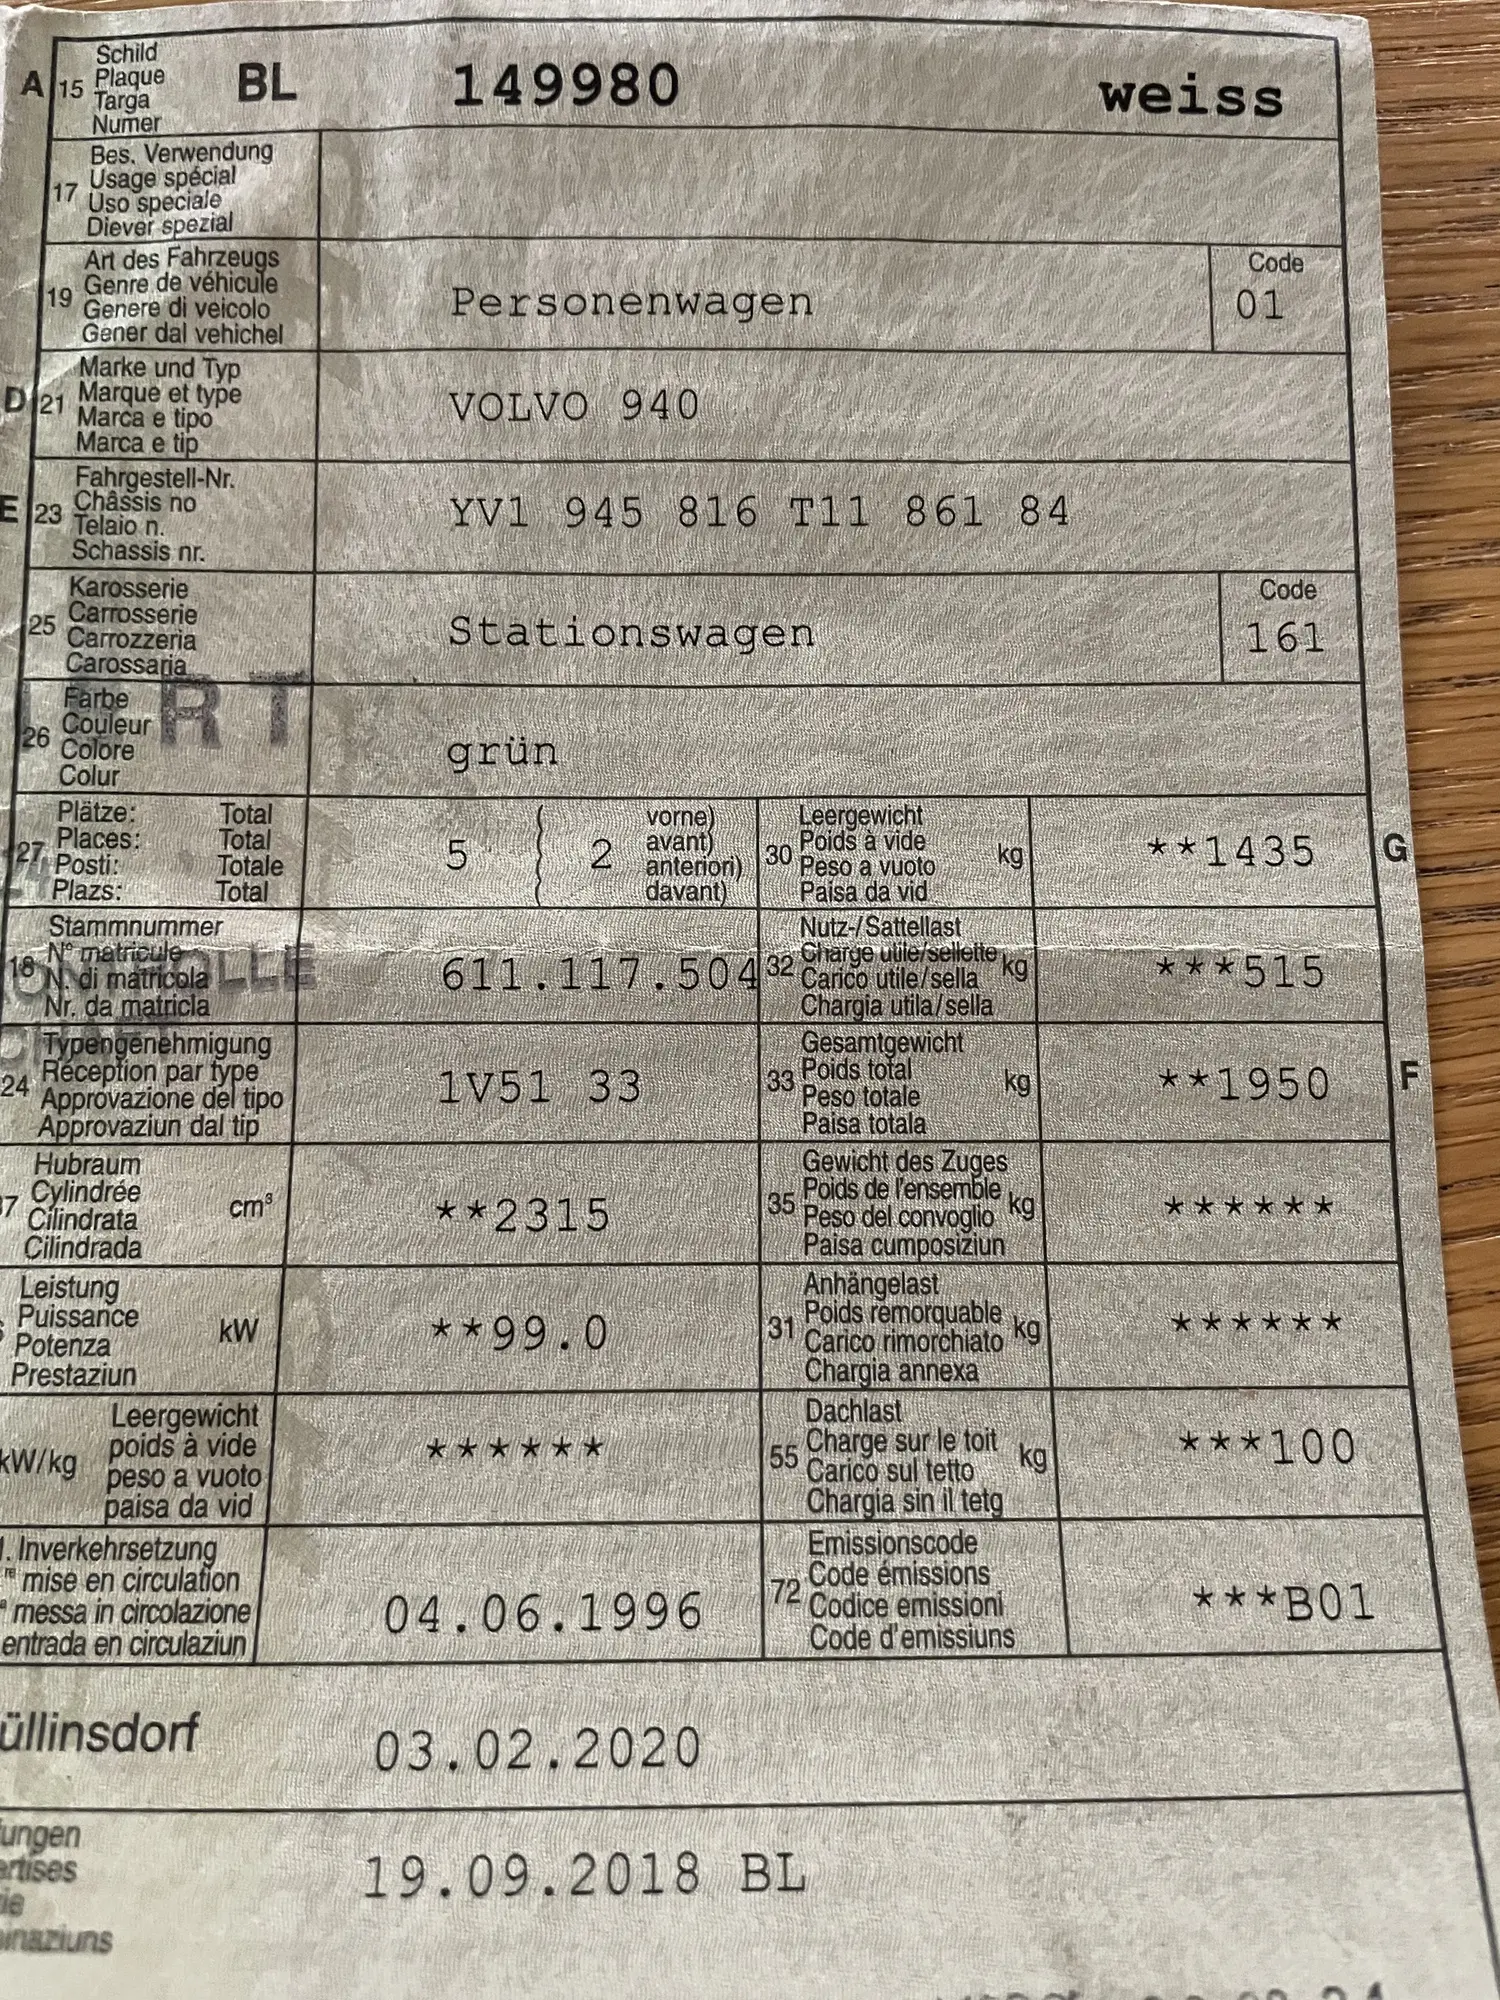 A 15 Schild
Plaque
Targa
Numer
BL 149980 weiss
17 Bes. Verwendung
Usage spécial
Uso speciale
Diever spezial
19 Art des Fahrzeugs
Genre de véhicule
Genere di veicolo
Gener dal vehichel
Personenwagen
Code
01
D 21 Marke und Typ
Marque et type
Marca e tipo
Marca e tip
VOLVO 940
E 23 Fahrgestell-Nr.
Châssis no
Telaio n.
Schassis nr.
YV1 945 816 T11 861 84
25 Karosserie
Carrosserie
Carrozzeria
Carossaria
Stationswagen
Code
161
26 Farbe
Couleur
Colore
Colur
grün
27 Plätze: Total
Places: Total
Posti: Totale
Plazs: Total
5 2 vorne)
avant)
anteriori)
davant)
30 Leergewicht
Poids à vide
Peso a vuoto
Paisa da vid
kg
**1435
G
18 Stammnummer
N° matricule
N. di matricola
Nr. da matricla
611.117.504
32 Nutz-/Sattellast
Charge utile/sellette
Carico utile/sella
Chargia utila/sella
kg
***515
24 Typengenehmigung
Réception par type
Approvazione del tipo
Approvaziun dal tip
1V51 33
33 Gesamtgewicht
Poids total
Peso totale
Paisa totala
kg
**1950
F
37 Hubraum
Cylindrée
Cilindrata
Cilindrada
cm³
**2315
35 Gewicht des Zuges
Poids de l'ensemble
Peso del convoglio
Paisa cumposiziun
kg
******
Leistung
Puissance
Potenza
Prestaziun
kW
**99.0
31 Anhängelast
Poids remorquable
Carico rimorchiato
Chargia annexa
kg
******
kW/kg Leergewicht
poids à vide
peso a vuoto
paisa da vid
******
55 Dachlast
Charge sur le toit
Carico sul tetto
Chargia sin il tetg
kg
***100
1. Inverkehrsetzung
re mise en circulation
a messa in circolazione
entrada en circulaziun
04.06.1996
72 Emissionscode
Code émissions
Codice emissioni
Code d'emissiuns
***B01
üllinsdorf 03.02.2020
ungen
ertises
ie
inaziuns
19.09.2018 BL